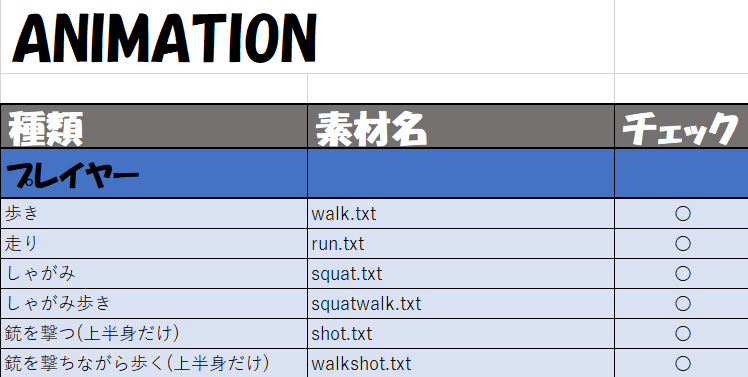 ANIMATION
種類 素材名 チェック
プレイヤー
歩き walk.txt ○
走り run.txt ○
しゃがみ squat.txt ○
しゃがみ歩き squatwalk.txt ○
銃を撃つ(上半身だけ) shot.txt ○
銃を撃ちながら歩く(上半身だけ) walkshot.txt ○